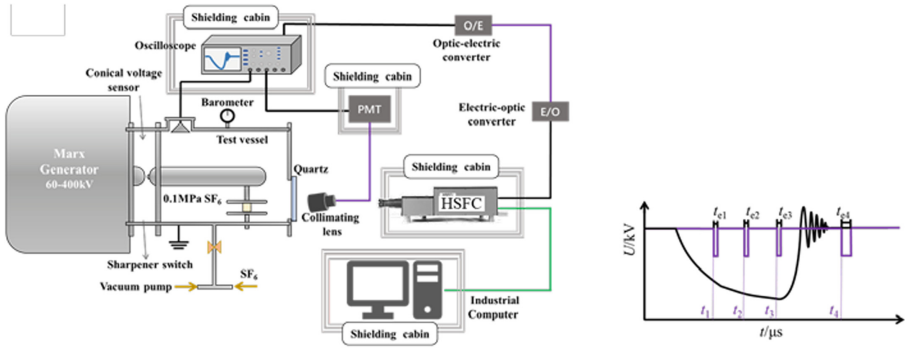 Shielding cabin
Oscilloscope
O/E
Optic-electric
converter
Conical voltage
sensor
Shielding cabin
Barometer
PMT
Electric-optic
converter
E/O
Test vessel
Marx
Generator
60-400kV
Quartz
Shielding cabin
0.1MPa SF6
HSFC
Collimating
lens
Sharpener switch
SF6
Vacuum pump
Industrial
Computer
Shielding cabin
te1 te2 te3 te4
U/kV
t1 t2 t3 t4
t/μs